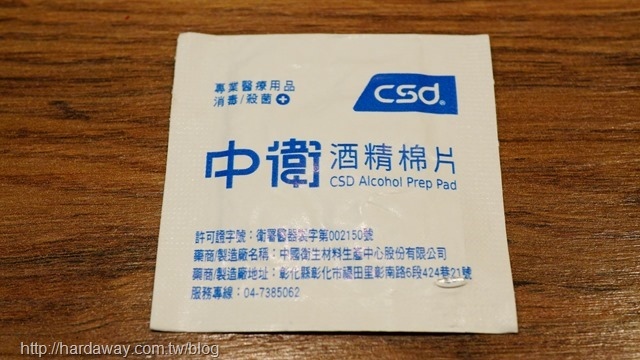 專業醫療用品
消毒/殺菌
csd®
中衛 酒精棉片
CSD Alcohol Prep Pad
許可證字號：衛署醫器製字第002150號
藥商/製造廠名稱：中國衛生材料生產中心股份有限公司
藥商/製造廠地址：彰化縣彰化市福田里彰南路6段424巷21號
服務專線：04-7385062
http://hardaway.com.tw/blog